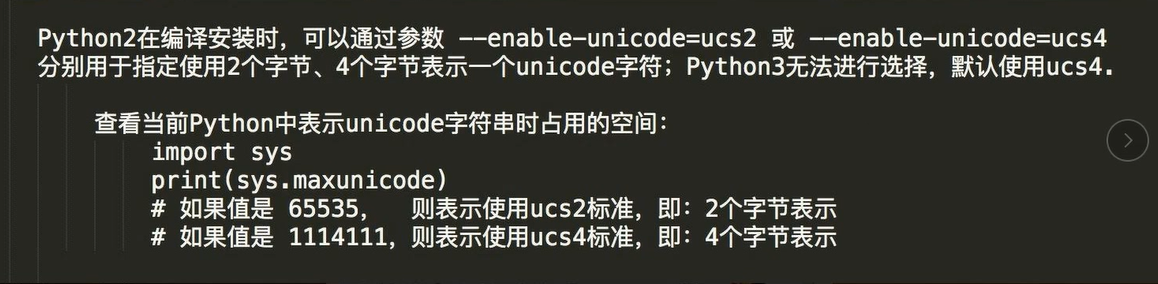 Python2在编译安装时，可以通过参数 --enable-unicode=ucs2 或 --enable-unicode=ucs4
分别用于指定使用2个字节、4个字节表示一个unicode字符；Python3无法进行选择，默认使用ucs4.
查看当前Python中表示unicode字符串时占用的空间：
import sys
print(sys.maxunicode)
# 如果值是 65535，  则表示使用ucs2标准，即：2个字节表示
# 如果值是 1114111，则表示使用ucs4标准，即：4个字节表示